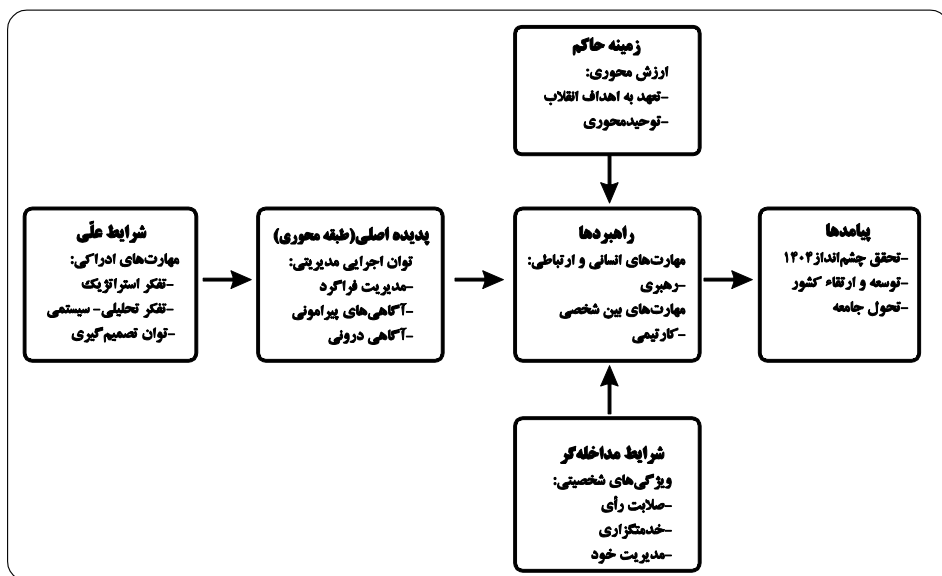 زمینه حاکم
ارزش محوری:
-تعهد به اهداف انقلاب
-توحیدمحوری
شرایط علّی
مهارت‌های ادراکی:
-تفکر استراتژیک
-تفکر تحلیلی- سیستمی
-توان تصمیم‌گیری
پدیده اصلی(طبقه محوری)
توان اجرایی مدیریتی:
-مدیریت فراگرد
-آگاهی‌های پیرامونی
-آگاهی درونی
راهبردها
مهارت‌های انسانی و ارتباطی:
-رهبری
مهارت‌های بین شخصی
-کارتیمی
پیامدها
-تحقق چشم‌انداز۱۴۰۴
-توسعه و ارتقاء کشور
-تحول جامعه
شرایط مداخله‌گر
ویژگی‌های شخصیتی:
-صلابت رأی
-خدمتگزاری
-مدیریت خود